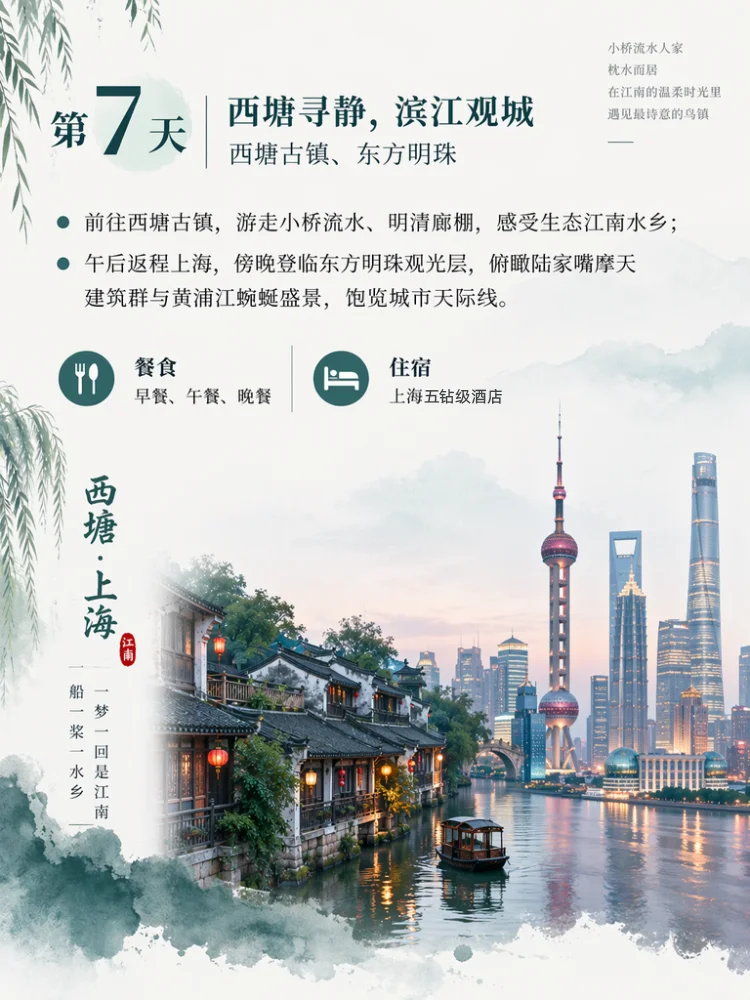 小桥流水人家
枕水而居
在江南的温柔时光里
遇见最诗意的乌镇
第7天
西塘寻静，滨江观城
西塘古镇、东方明珠
前往西塘古镇，游走小桥流水、明清廊棚，感受生态江南水乡；
午后返程上海，傍晚登临东方明珠观光层，俯瞰陆家嘴摩天
建筑群与黄浦江蜿蜒盛景，饱览城市天际线。
餐食
早餐、午餐、晚餐
住宿
上海五钻级酒店
西塘·上海
江南
一梦一回是江南
一船一桨一水乡